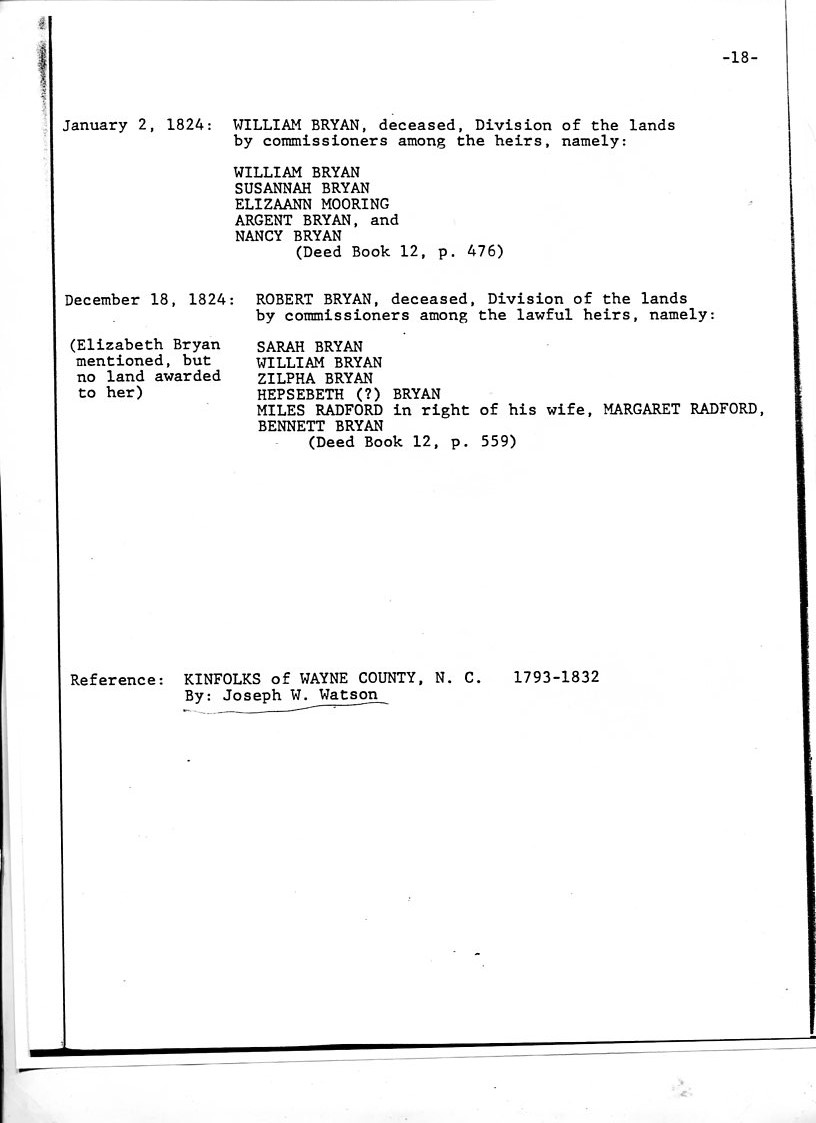 -18-
January 2, 1824: WILLIAM BRYAN, deceased, Division of the lands
by commissioners among the heirs, namely:
WILLIAM BRYAN
SUSANNAH BRYAN
ELIZAANN MOORING
ARGENT BRYAN, and
NANCY BRYAN
(Deed Book 12, p. 476)
December 18, 1824: ROBERT BRYAN, deceased, Division of the lands
by commissioners among the lawful heirs, namely:
(Elizabeth Bryan
mentioned, but
no land awarded
to her)
SARAH BRYAN
WILLIAM BRYAN
ZILPHA BRYAN
HEPSEBETH (?) BRYAN
MILES RADFORD in right of his wife, MARGARET RADFORD,
BENNETT BRYAN
(Deed Book 12, p. 559)
Reference: KINFOLKS of WAYNE COUNTY, N. C. 1793-1832
By: Joseph W. Watson